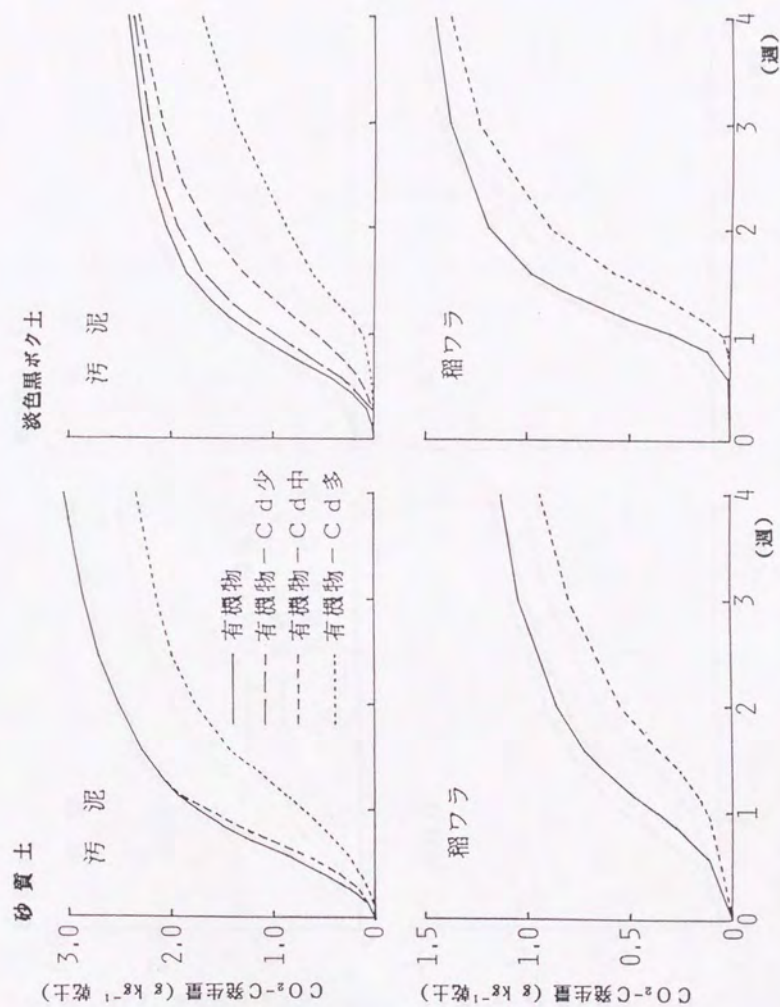 砂質土
淡色黒ボク土
CO₂-C発生量 (g kg⁻¹乾土)
3.0
2.0
1.0
0
汚泥
有機物
有機物－Cd少
有機物－Cd中
有機物－Cd多
汚泥
CO₂-C発生量 (g kg⁻¹乾土)
1.5
1.0
0.5
0
稲ワラ
0
1
2
3
4
(週)
稲ワラ
0
1
2
3
4
(週)